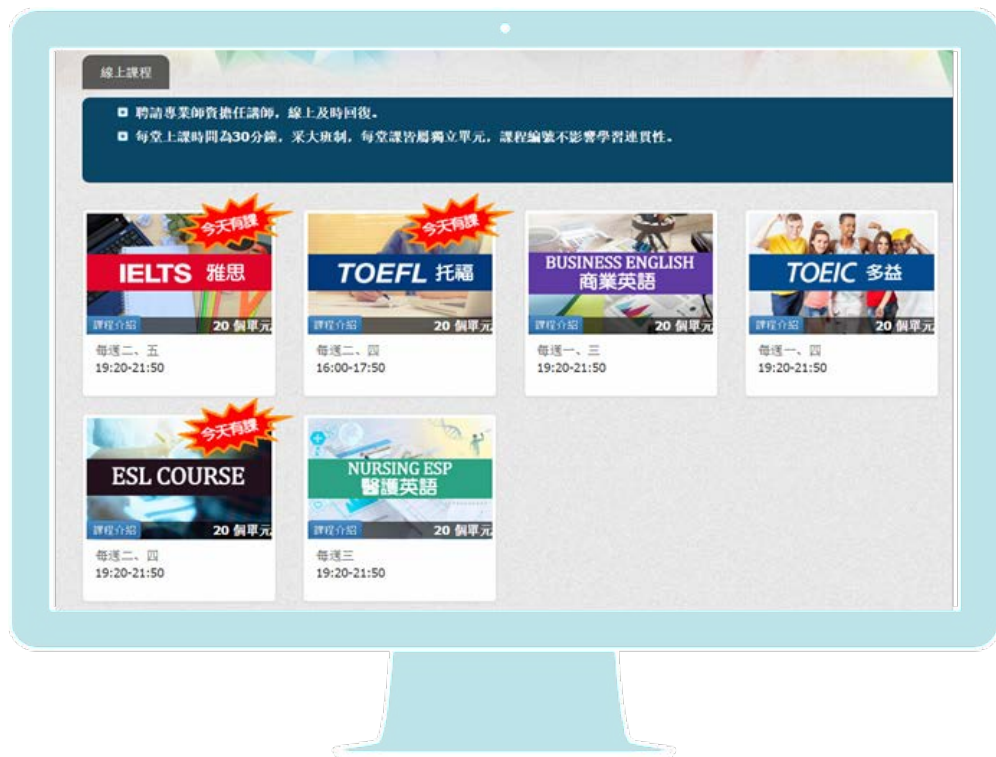 線上課程
聘請專業師資擔任講師，線上及時回復。
每堂上課時間為30分鐘，采大班制，每堂課皆屬獨立單元，課程編號不影響學習連貫性。
今天有課
IELTS 雅思
課程介紹 20 個單元
每週二、五
19:20-21:50
今天有課
TOEFL 托福
課程介紹 20 個單元
每週二、四
16:00-17:50
BUSINESS ENGLISH
商業英語
課程介紹 20 個單元
每週一、三
19:20-21:50
TOEIC 多益
課程介紹 20 個單元
每週一、四
19:20-21:50
今天有課
ESL COURSE
課程介紹 20 個單元
每週二、四
19:20-21:50
NURSING ESP
醫護英語
課程介紹 20 個單元
每週三
19:20-21:50